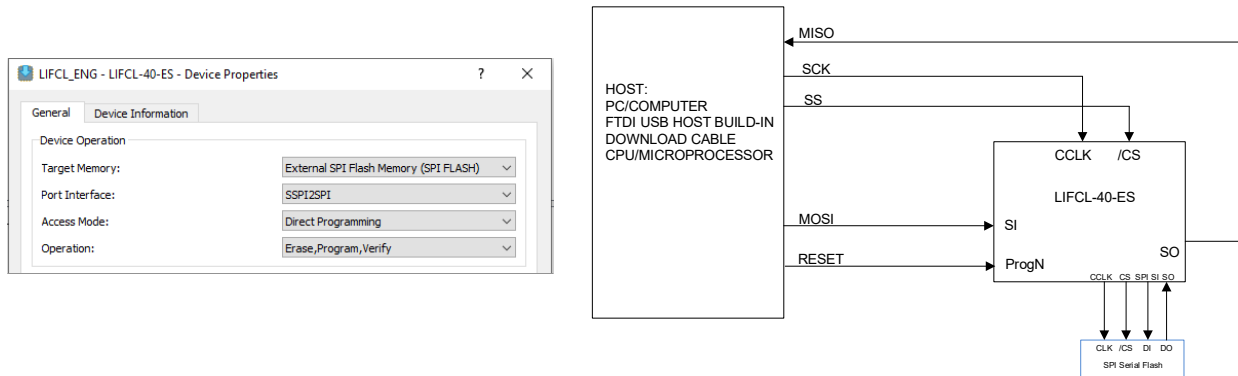 LIFCL_ENG - LIFCL-40-ES - Device Properties ? ×
General Device Information
Device Operation
Target Memory: External SPI Flash Memory (SPI FLASH)
Port Interface: SSPI2SPI
Access Mode: Direct Programming
Operation: Erase,Program,Verify
MISO
SCK
SS
HOST:
PC/COMPUTER
FTDI USB HOST BUILD-IN
DOWNLOAD CABLE
CPU/MICROPROCESSOR
MOSI
RESET
CCLK /CS
LIFCL-40-ES
SI
SO
ProgN
CCLK CS SPI SI SO
CLK /CS DI DO
SPI Serial Flash